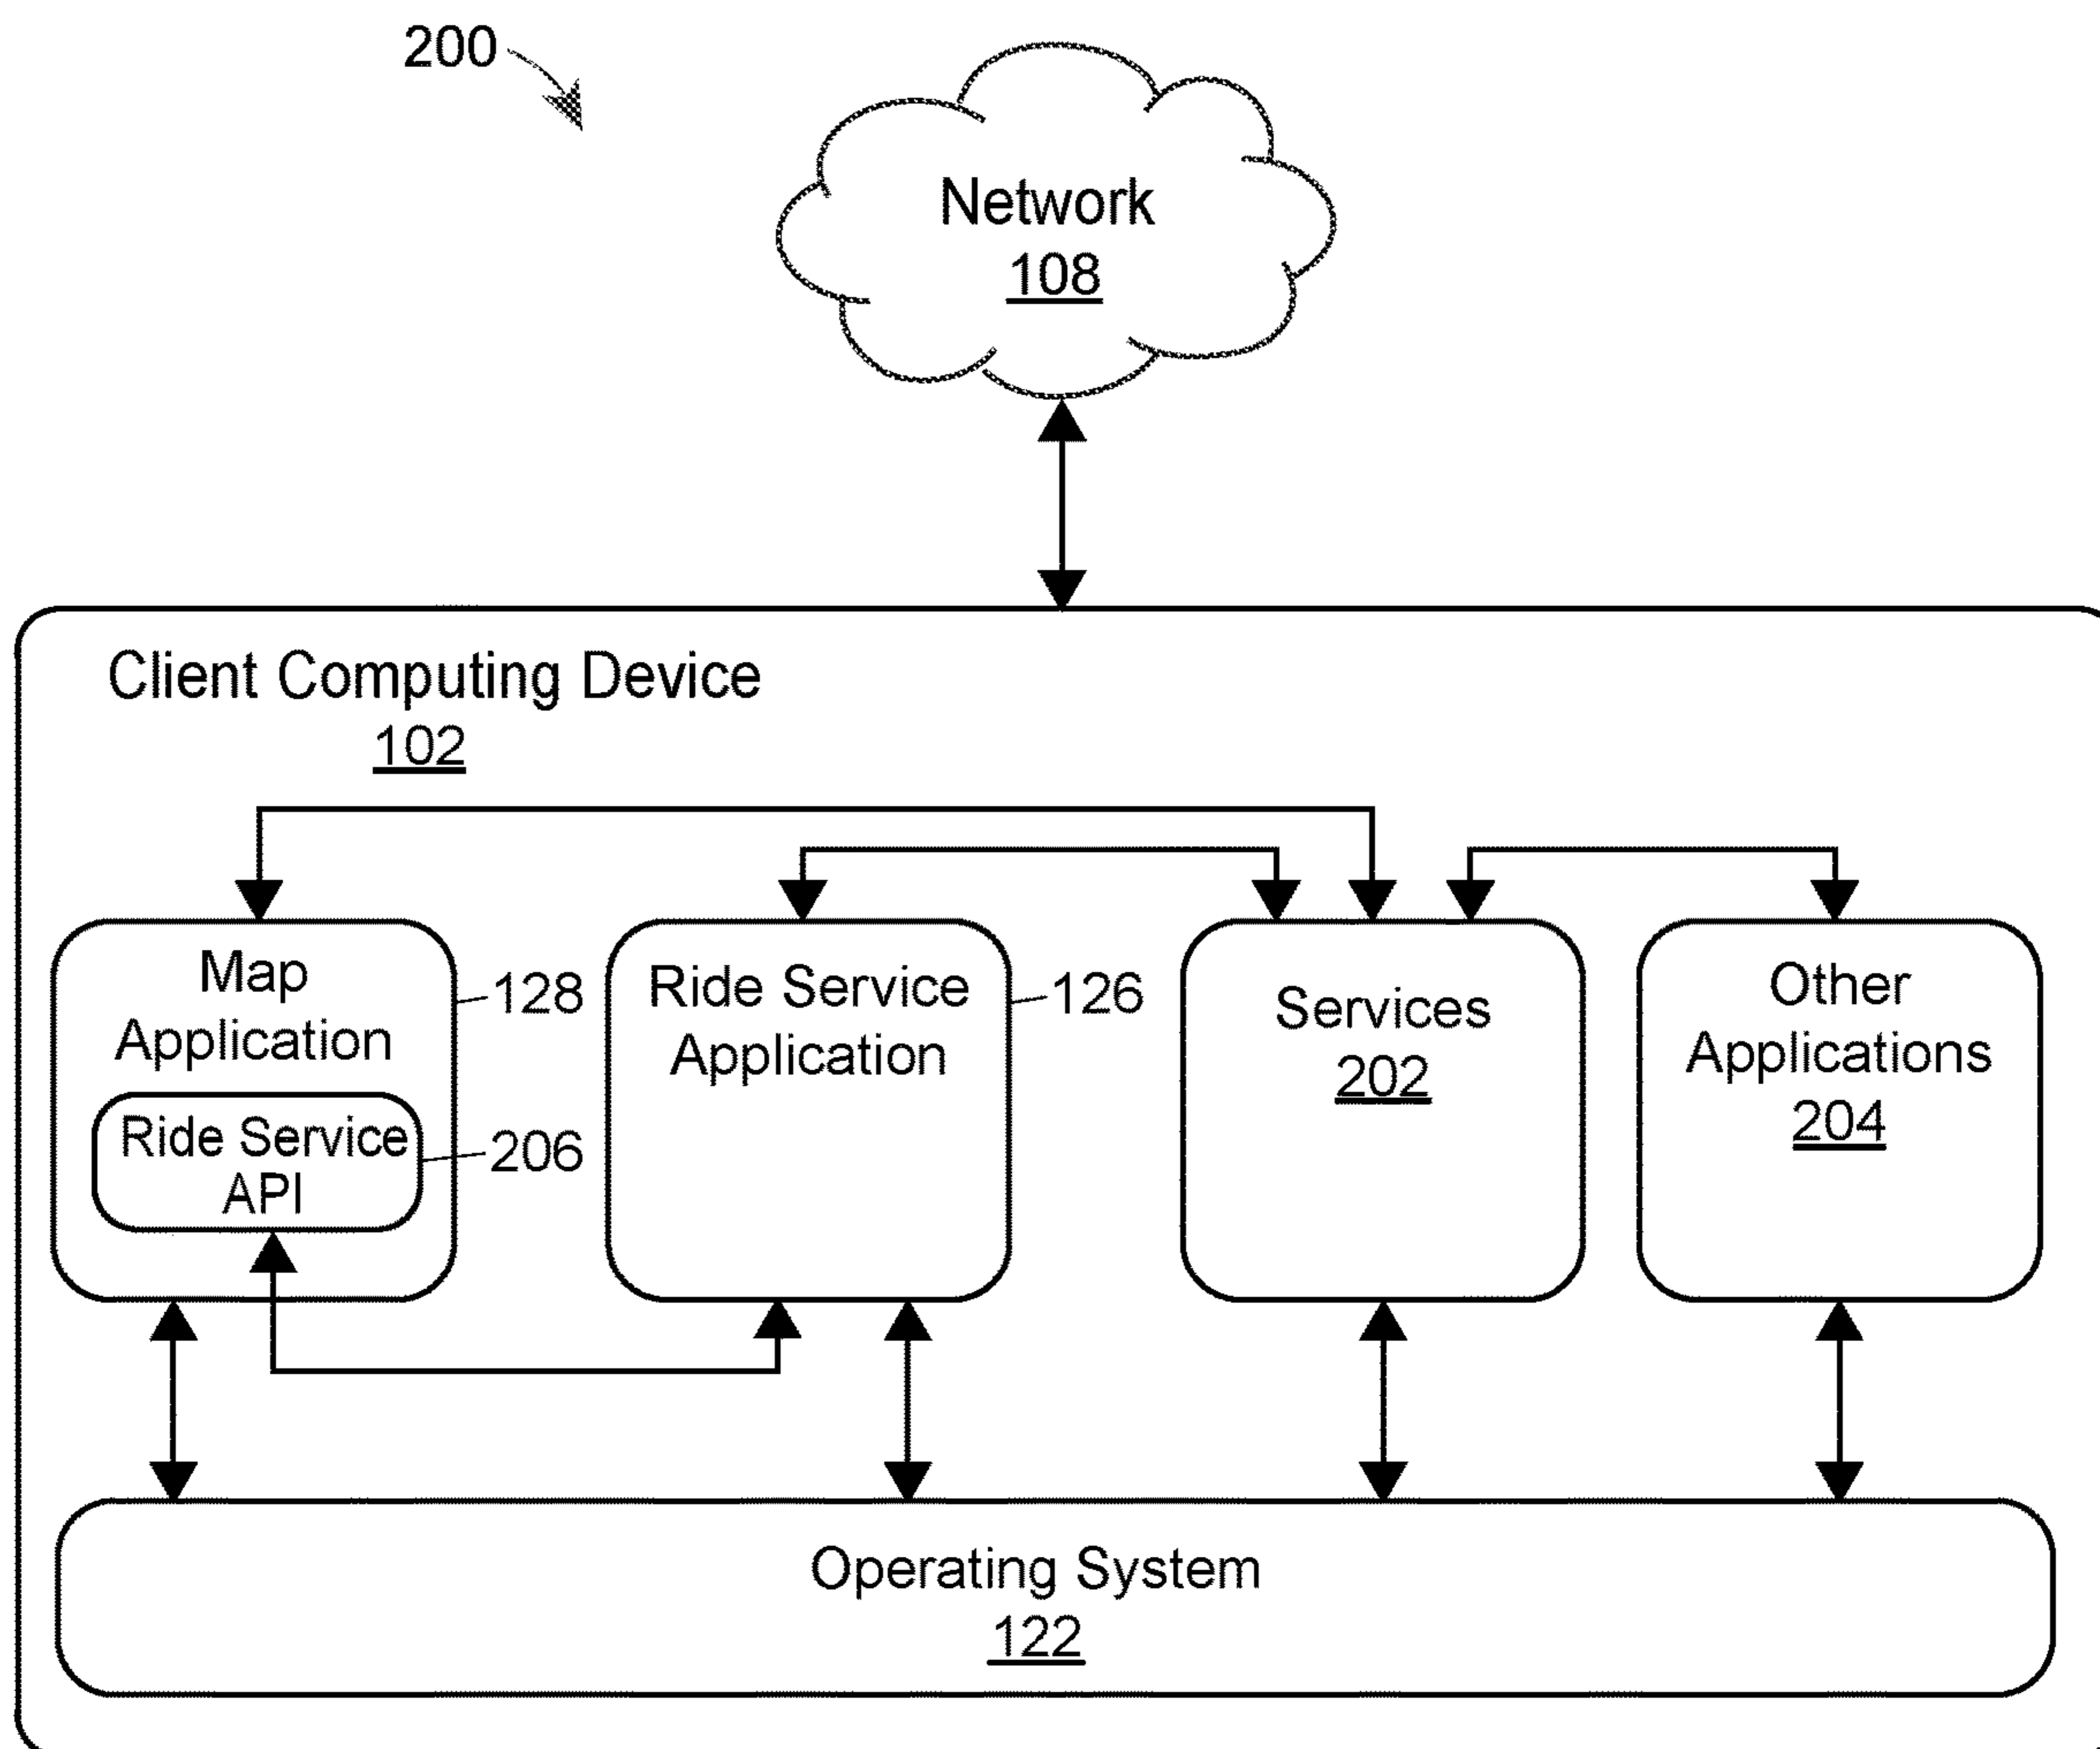 200
Network
108
Client Computing Device
102
Map
Application
128
Ride Service
API
206
Ride Service
Application
126
Services
202
Other
Applications
204
Operating System
122